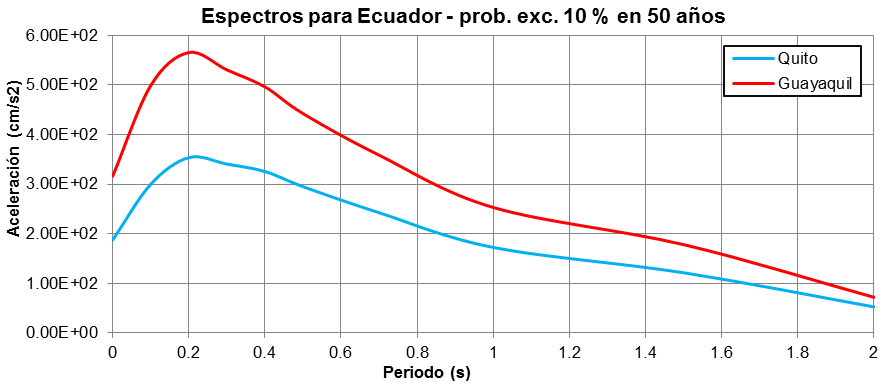 Espectros para Ecuador - prob. exc. 10 % en 50 años
6.00E+02
5.00E+02
4.00E+02
3.00E+02
2.00E+02
1.00E+02
0.00E+00
Aceleración (cm/s2)
Quito
Guayaquil
0 0.2 0.4 0.6 0.8 1 1.2 1.4 1.6 1.8 2
Periodo (s)